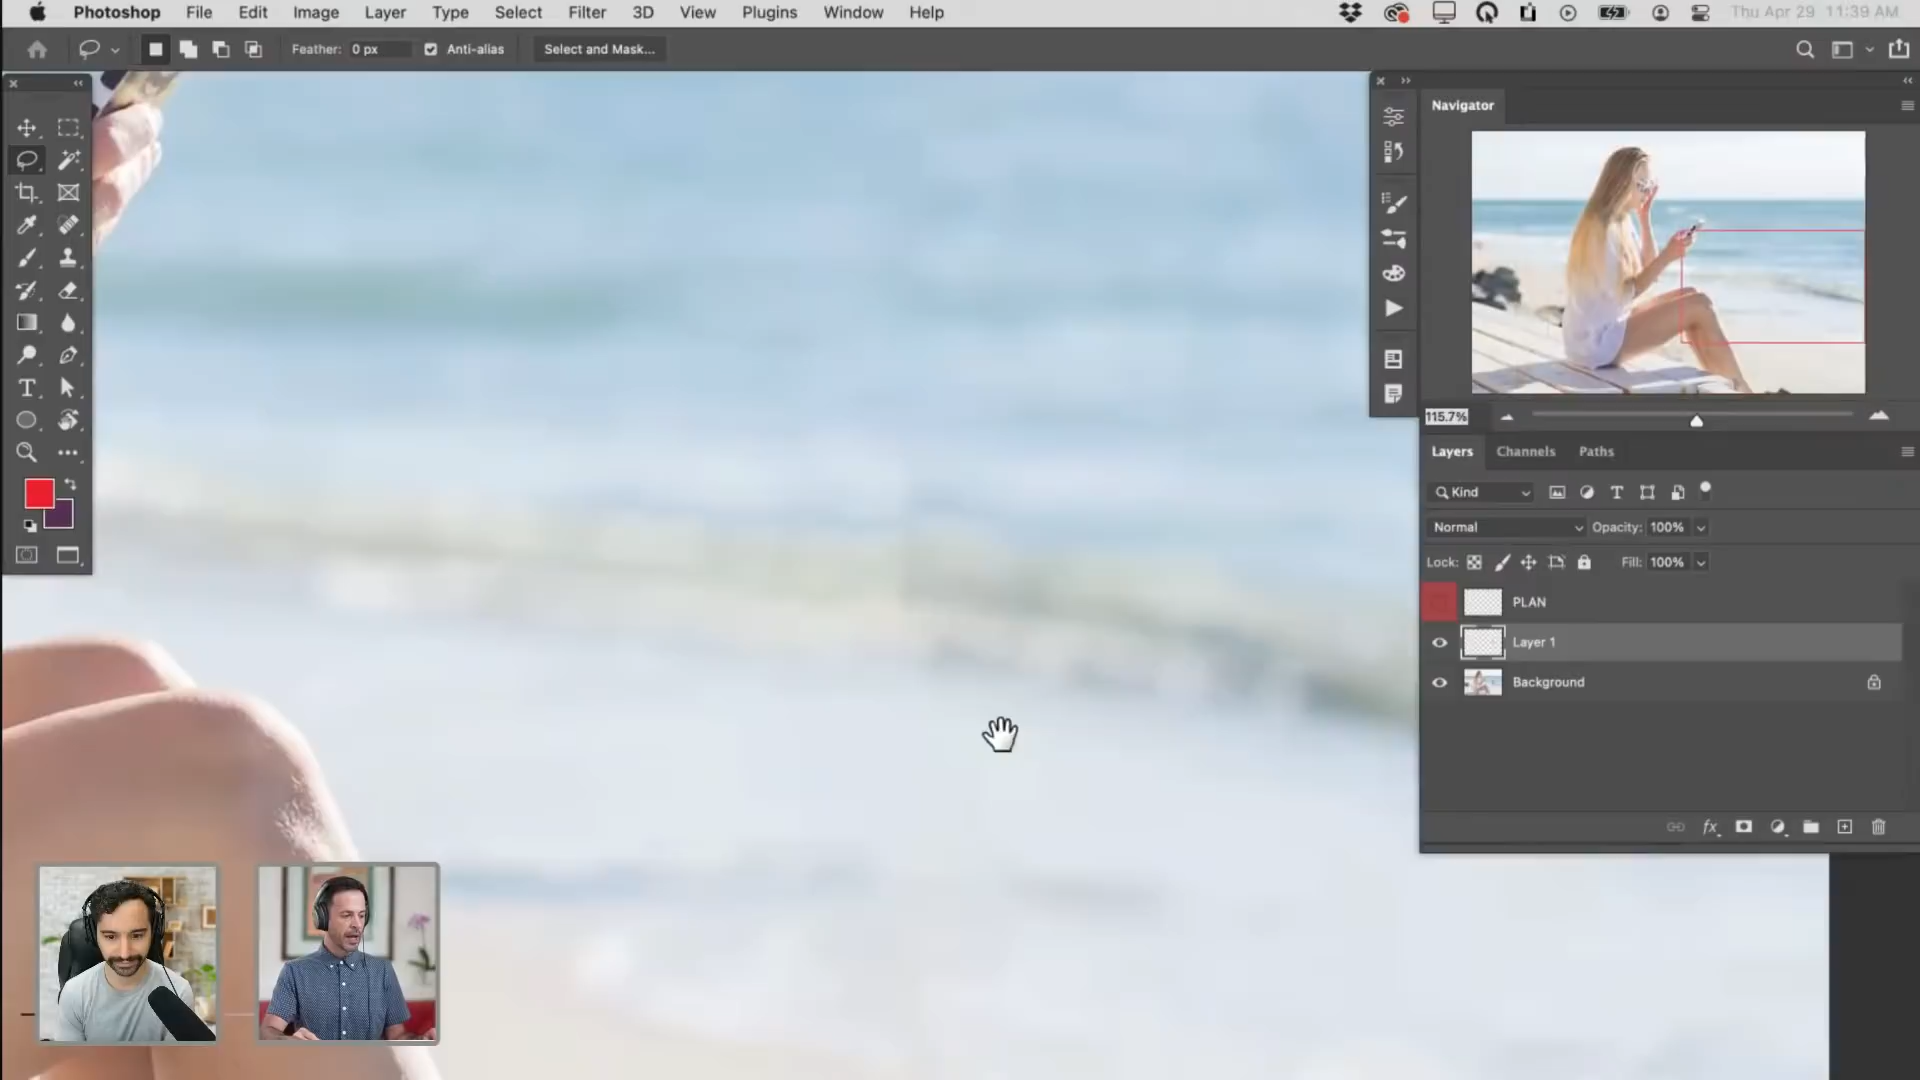 Photoshop File Edit Image Layer Type Select Filter 3D View Plugins Window Help Thu Apr 29 11:39 AM
Feather: 0 px Anti-alias Select and Mask...
Navigator
115.7%
Layers Channels Paths
Kind
Normal Opacity: 100%
Lock: Fill: 100%
PLAN
Layer 1
Background